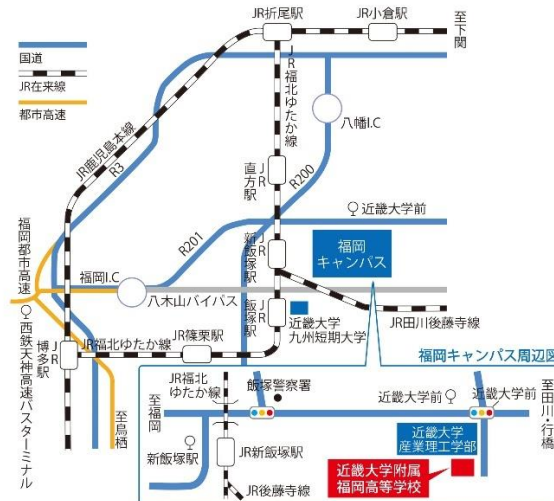 JR折尾駅
JR小倉駅
至下関
国道
JR在来線
都市高速
JR福北ゆたか線
八幡I.C
JR鹿児島本線
R3
JR直方駅
R200
近畿大学前
R201
JR新飯塚駅
福岡
キャンパス
福岡都市高速
福岡I.C
八木山バイパス
JR飯塚駅
近畿大学
九州短期大学
JR田川後藤寺線
西鉄天神高速バスターミナル
JR博多駅
JR福北ゆたか線
JR篠栗駅
至鳥栖
福岡キャンパス周辺図
JR福北
ゆたか線
飯塚警察署
近畿大学前
近畿大学前
至田川・行橋
至福岡
新飯塚駅
JR新飯塚駅
近畿大学
産業理工学部
近畿大学附属
福岡高等学校
JR後藤寺線